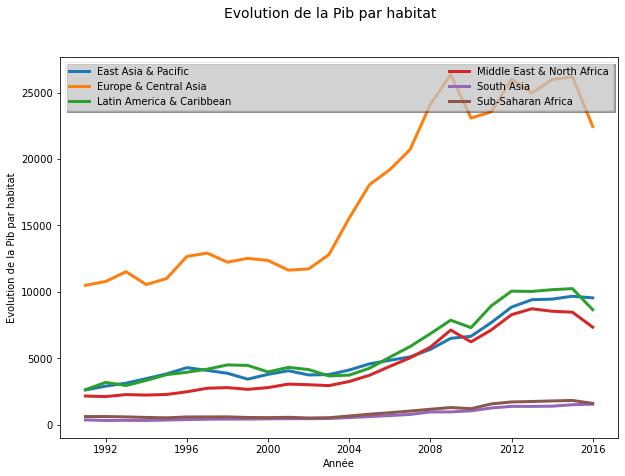 Evolution de la Pib par habitat
East Asia & Pacific
Europe & Central Asia
Latin America & Caribbean
Middle East & North Africa
South Asia
Sub-Saharan Africa
25000
20000
15000
10000
5000
0
Evolution de la Pib par habitat
1992
1996
2000
2004
2008
2012
2016
Année